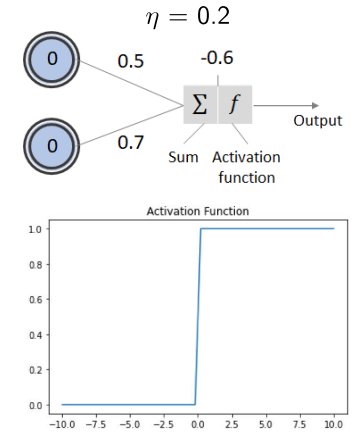 η = 0.2
0
0.5
-0.6
Σ f
Output
0
0.7
Sum Activation
function
Activation Function
1.0
0.8
0.6
0.4
0.2
0.0
-10.0 -7.5 -5.0 -2.5 0.0 2.5 5.0 7.5 10.0